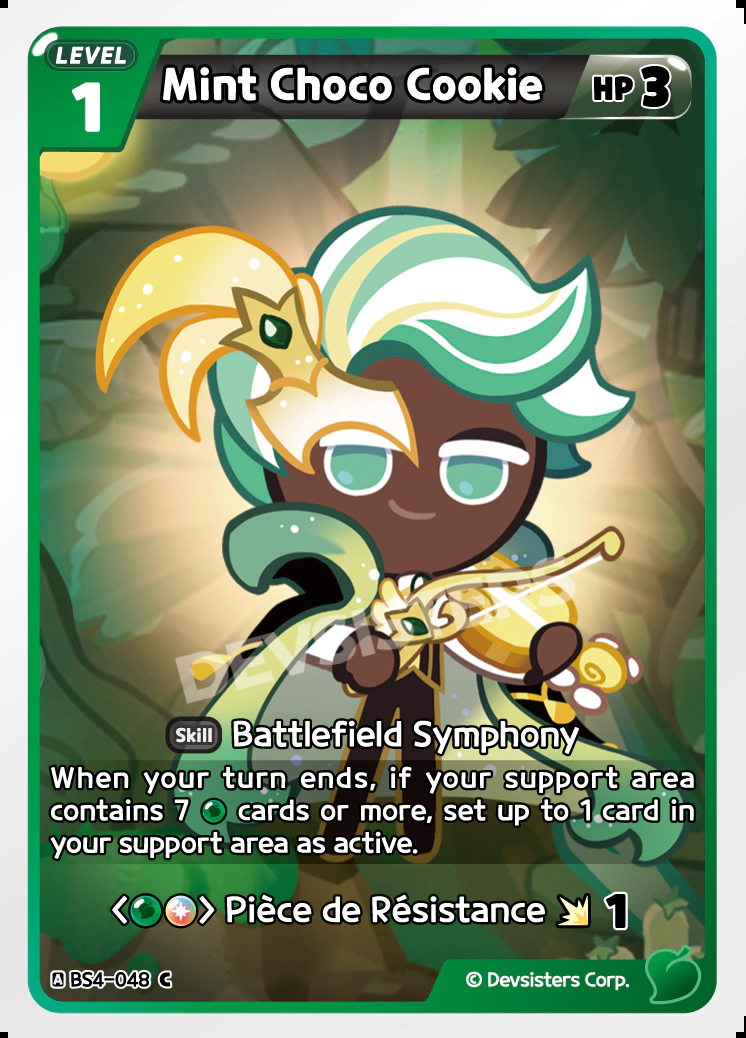 LEVEL
1
Mint Choco Cookie
HP 3
DEVSISTERS
Skill Battlefield Symphony
When your turn ends, if your support area
contains 7 cards or more, set up to 1 card in
your support area as active.
< > Pièce de Résistance 1
A BS4-048 C
© Devsisters Corp.